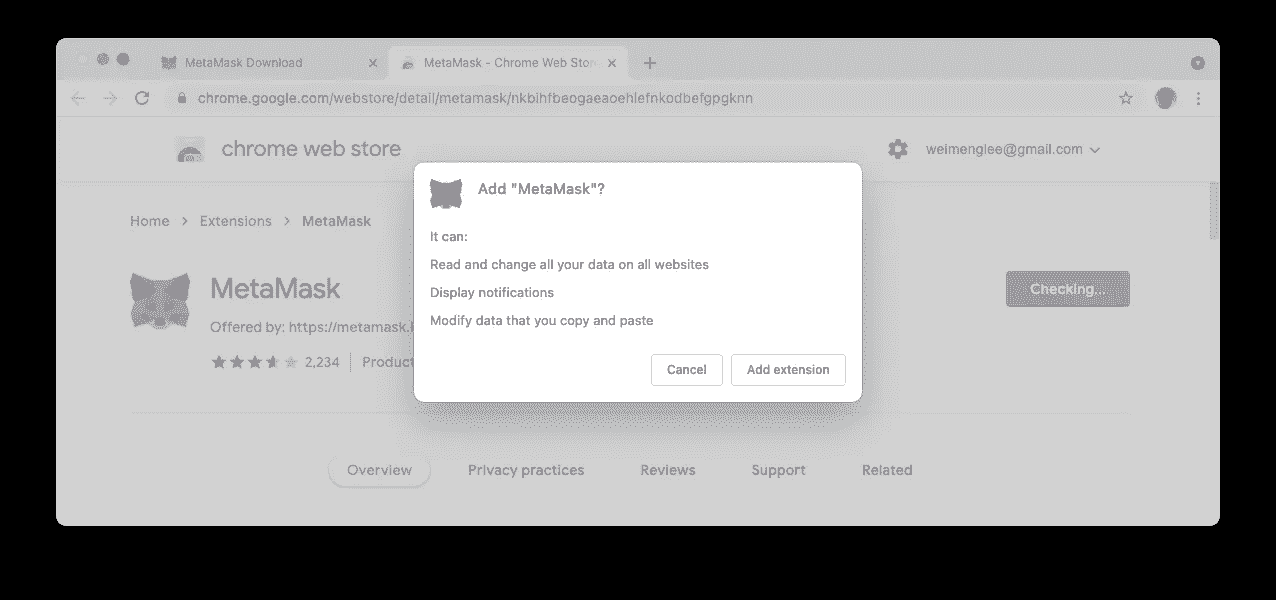 MetaMask Download
MetaMask - Chrome Web Stor
chrome.google.com/webstore/detail/metamask/nkbihfbeogaeaoehlefnkodbefgpgknn
chrome web store
weimenglee@gmail.com
Home > Extensions > MetaMask
MetaMask
Offered by: https://metamask.
2,234
Product
Checking...
Add "MetaMask"?
It can:
Read and change all your data on all websites
Display notifications
Modify data that you copy and paste
Cancel
Add extension
Overview
Privacy practices
Reviews
Support
Related